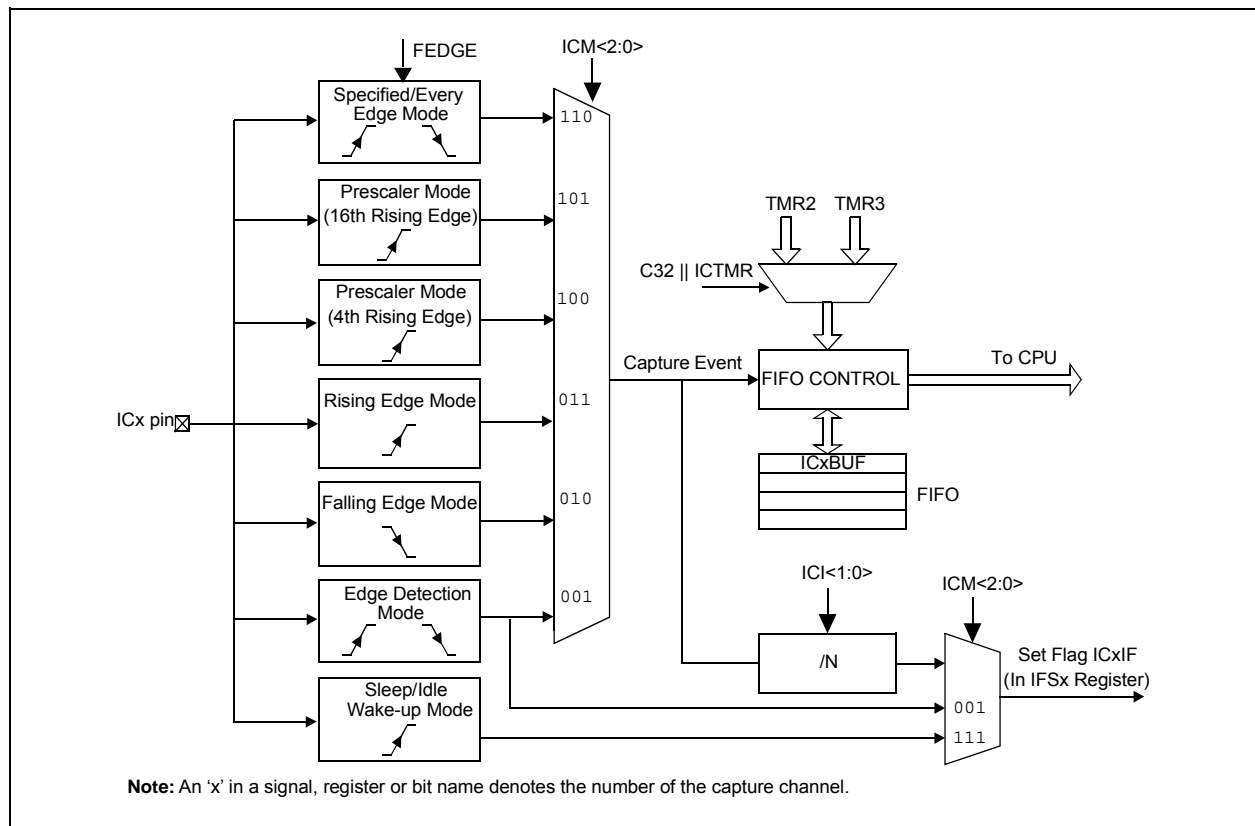 FEDGE
ICM<2:0>
Specified/Every
Edge Mode
110
Prescaler Mode
(16th Rising Edge)
101
TMR2
TMR3
C32 || ICTMR
Prescaler Mode
(4th Rising Edge)
100
Capture Event
FIFO CONTROL
To CPU
ICx pin
Rising Edge Mode
011
ICxBUF
FIFO
Falling Edge Mode
010
ICI<1:0>
ICM<2:0>
Edge Detection
Mode
001
/N
Set Flag ICxIF
(In IFSx Register)
Sleep/Idle
Wake-up Mode
001
111
Note: An ‘x’ in a signal, register or bit name denotes the number of the capture channel.